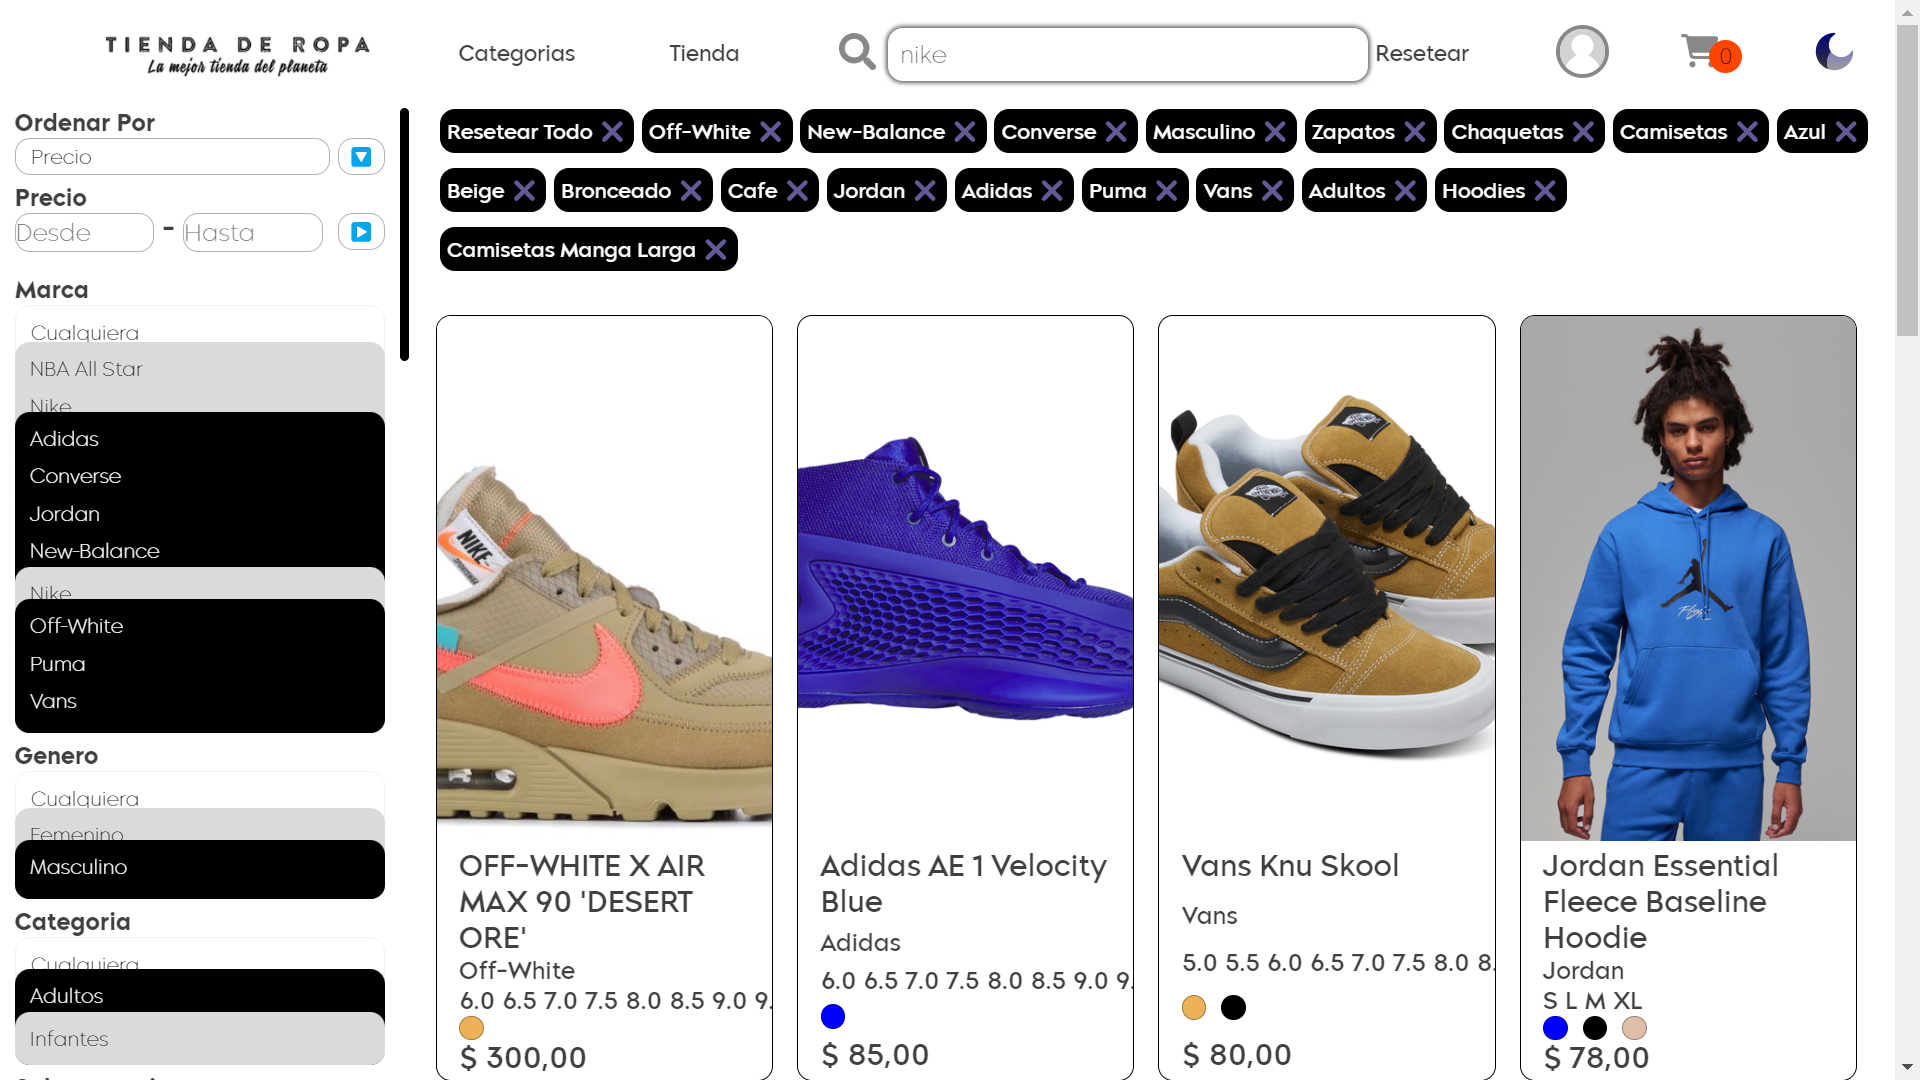 TIENDA DE ROPA
La mejor tienda del planeta
Categorias
Tienda
nike
Resetear
0
Ordenar Por
Precio
Precio
Desde - Hasta
Marca
Cualquiera
NBA All Star
Nike
Adidas
Converse
Jordan
New-Balance
Nike
Off-White
Puma
Vans
Genero
Cualquiera
Femenino
Masculino
Categoria
Cualquiera
Adultos
Infantes
Resetear Todo Off-White New-Balance Converse Masculino Zapatos Chaquetas Camisetas Azul
Beige Bronceado Cafe Jordan Adidas Puma Vans Adultos Hoodies
Camisetas Manga Larga
NIKE
OFF-WHITE X AIR
MAX 90 'DESERT
ORE'
Off-White
6.0 6.5 7.0 7.5 8.0 8.5 9.0 9.
$ 300,00
Adidas AE 1 Velocity
Blue
Adidas
6.0 6.5 7.0 7.5 8.0 8.5 9.0 9.
$ 85,00
Vans Knu Skool
Vans
5.0 5.5 6.0 6.5 7.0 7.5 8.0 8.
$ 80,00
Flight
Jordan Essential
Fleece Baseline
Hoodie
Jordan
S L M XL
$ 78,00